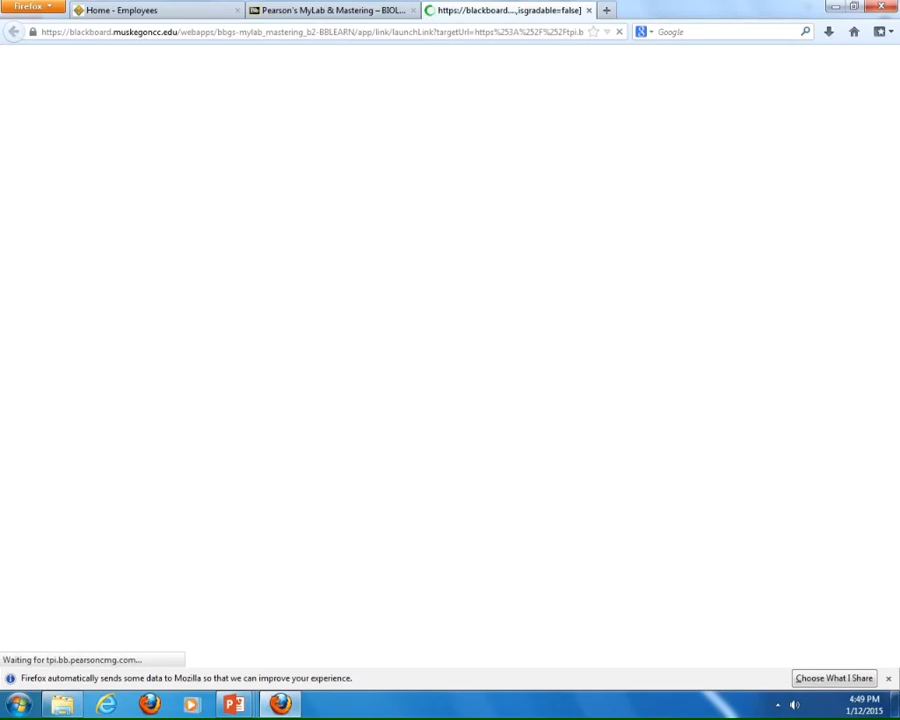 Firefox
Home - Employees
Pearson's MyLab & Mastering – BIOL...
https://blackboard....,isgradable=false]
https://blackboard.muskegoncc.edu/webapps/bbgs-mylab_mastering_b2-BBLEARN/app/link/launchLink?targetUrl=https%253A%252F%252Ftpi.b
Google
Waiting for tpi.bb.pearsoncmg.com...
Firefox automatically sends some data to Mozilla so that we can improve your experience.
Choose What I Share
4:49 PM
1/12/2015